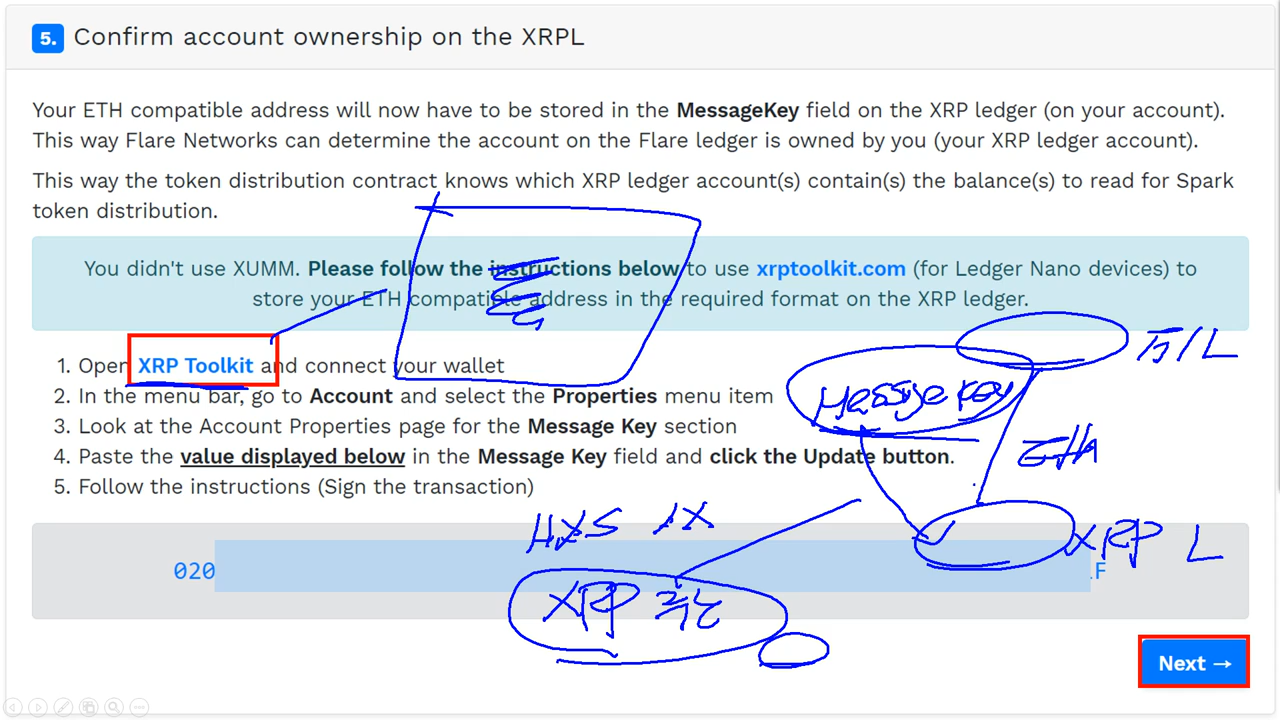 5. Confirm account ownership on the XRPL
Your ETH compatible address will now have to be stored in the MessageKey field on the XRP ledger (on your account).
This way Flare Networks can determine the account on the Flare ledger is owned by you (your XRP ledger account).
This way the token distribution contract knows which XRP ledger account(s) contain(s) the balance(s) to read for Spark
token distribution.
You didn't use XUMM. Please follow the instructions below to use xrptoolkit.com (for Ledger Nano devices) to
store your ETH compatible address in the required format on the XRP ledger.
1. Open XRP Toolkit and connect your wallet
2. In the menu bar, go to Account and select the Properties menu item
3. Look at the Account Properties page for the Message Key section
4. Paste the value displayed below in the Message Key field and click the Update button.
5. Follow the instructions (Sign the transaction)
Message Key
ETH
XRP L
XRP
020
F
Next →